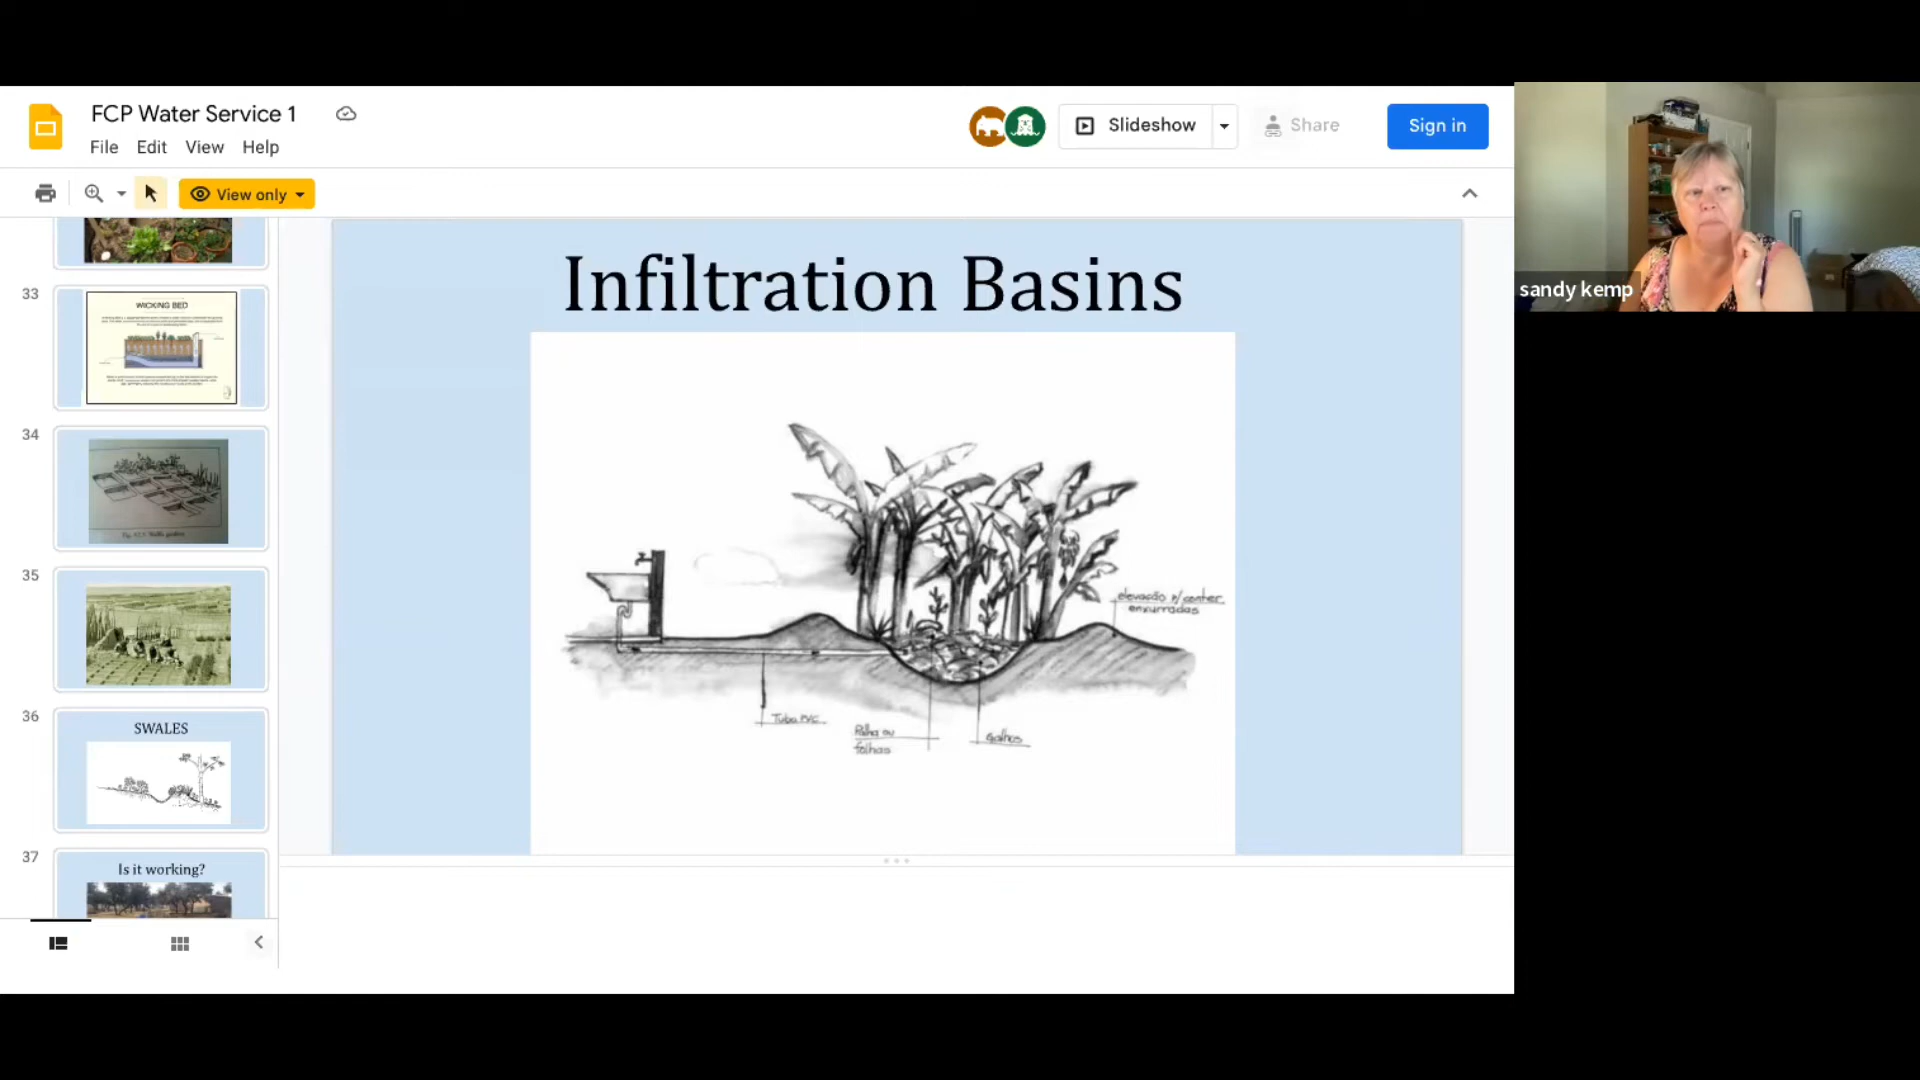 FCP Water Service 1
File Edit View Help
Slideshow
Share
Sign in
View only
33
WICKING BED
34
35
36
SWALES
37
Is it working?
Infiltration Basins
elevação p/conter
enxurradas
Tubo PVC
Palha ou
folhas
Galhos
sandy kemp